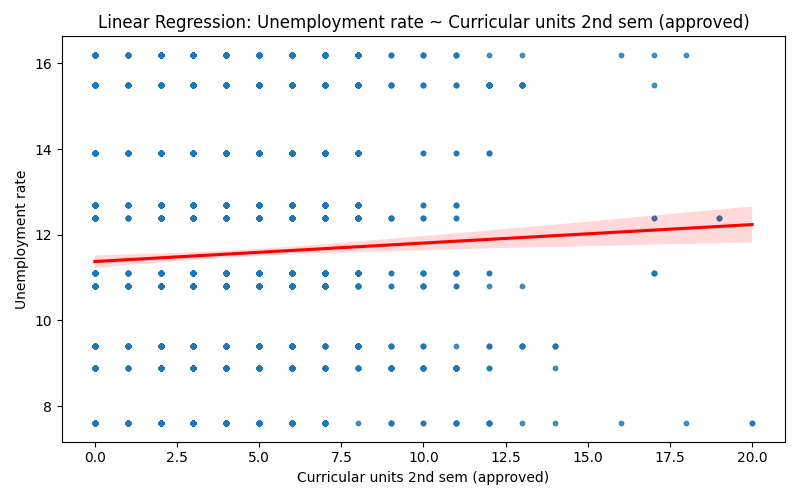 Linear Regression: Unemployment rate ~ Curricular units 2nd sem (approved)
Unemployment rate
16
14
12
10
8
0.0 2.5 5.0 7.5 10.0 12.5 15.0 17.5 20.0
Curricular units 2nd sem (approved)